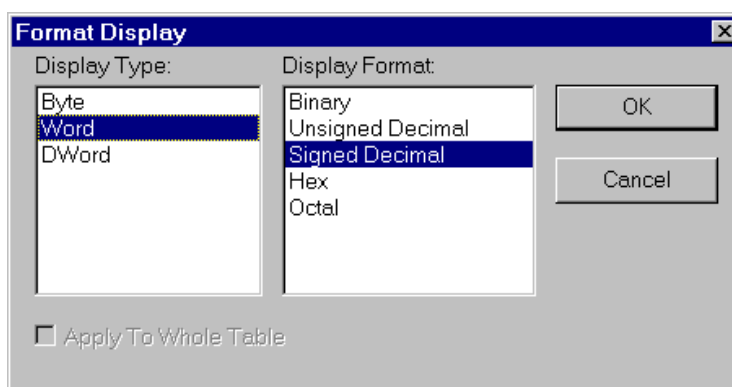 Format Display
Display Type:
Byte
Word
DWord
Display Format:
Binary
Unsigned Decimal
Signed Decimal
Hex
Octal
OK
Cancel
Apply To Whole Table